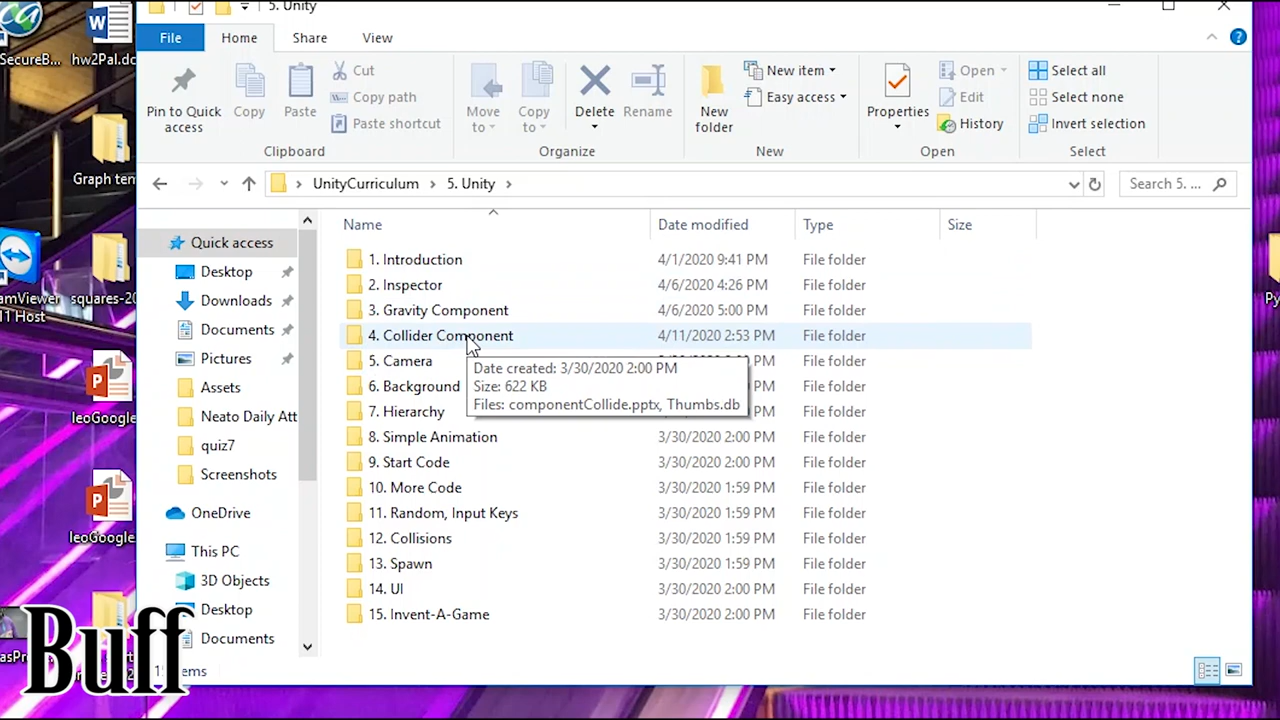 5. Unity
File Home Share View
Pin to Quick access
Copy
Paste
Cut
Copy path
Paste shortcut
Clipboard
Move to
Copy to
Delete
Rename
Organize
New folder
New item
Easy access
New
Properties
Open
Edit
History
Open
Select all
Select none
Invert selection
Select
UnityCurriculum > 5. Unity >
Search 5. ...
Name Date modified Type Size
Quick access
Desktop
Downloads
Documents
Pictures
Assets
Neato Daily Att
quiz7
Screenshots
OneDrive
This PC
3D Objects
Desktop
Documents
1. Introduction 4/1/2020 9:41 PM File folder
2. Inspector 4/6/2020 4:26 PM File folder
3. Gravity Component 4/6/2020 5:00 PM File folder
4. Collider Component 4/11/2020 2:53 PM File folder
5. Camera File folder
6. Background File folder
7. Hierarchy File folder
8. Simple Animation 3/30/2020 2:00 PM File folder
9. Start Code 3/30/2020 2:00 PM File folder
10. More Code 3/30/2020 1:59 PM File folder
11. Random, Input Keys 3/30/2020 1:59 PM File folder
12. Collisions 3/30/2020 1:59 PM File folder
13. Spawn 3/30/2020 1:59 PM File folder
14. UI 3/30/2020 2:00 PM File folder
15. Invent-A-Game 3/30/2020 2:00 PM File folder
Date created: 3/30/2020 2:00 PM
Size: 622 KB
Files: componentCollide.pptx, Thumbs.db
SecureB...
hw2Pal.dc
Graph tem
amViewer
11 Host
squares-20
leoGoogle
leoGoogle
Py
Buff